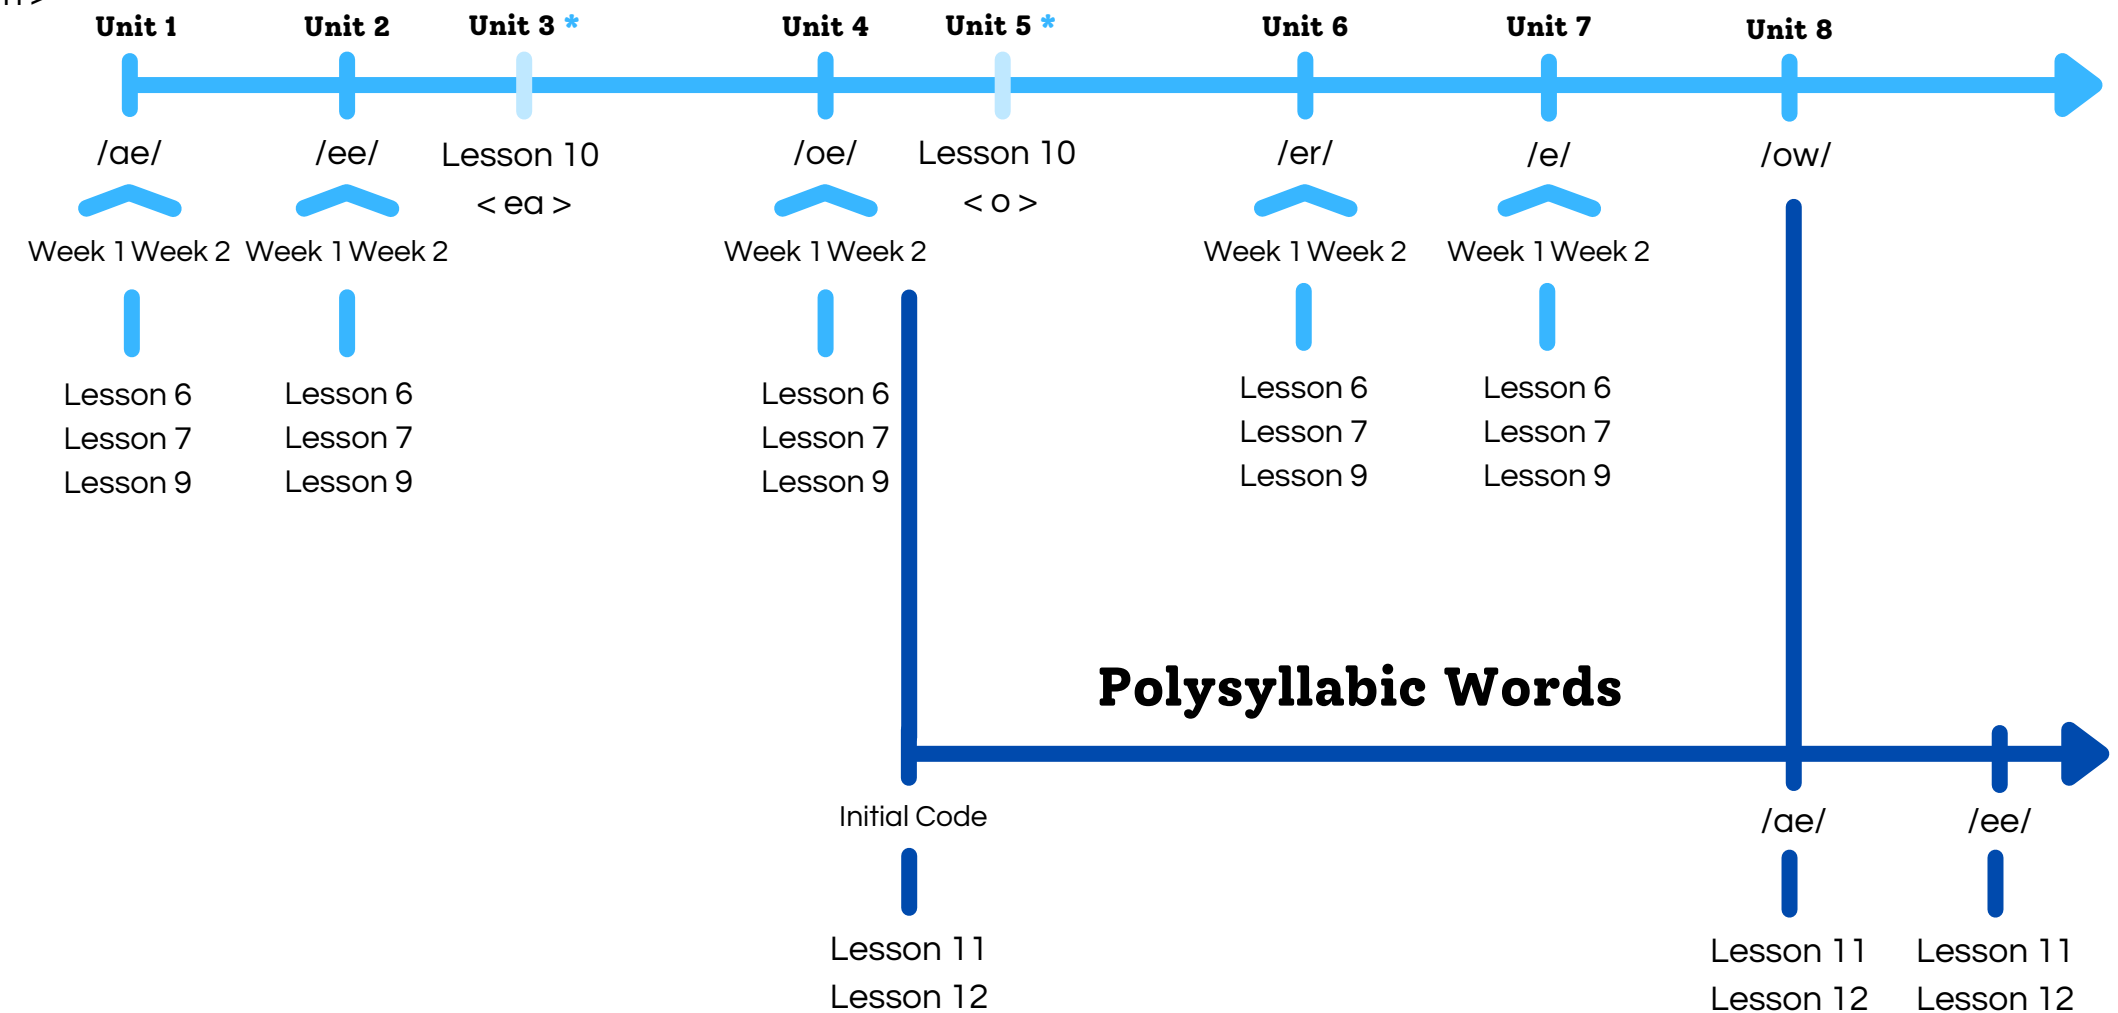 Unit 1 Unit 2 Unit 3 * Unit 4 Unit 5 * Unit 6 Unit 7 Unit 8
/ae/ /ee/ Lesson 10 /oe/ Lesson 10 /er/ /e/ /ow/
< ea > < o >
Week 1 Week 2 Week 1 Week 2 Week 1 Week 2 Week 1 Week 2 Week 1 Week 2
Lesson 6 Lesson 6 Lesson 6 Lesson 6 Lesson 6
Lesson 7 Lesson 7 Lesson 7 Lesson 7 Lesson 7
Lesson 9 Lesson 9 Lesson 9 Lesson 9 Lesson 9
Polysyllabic Words
Initial Code /ae/ /ee/
Lesson 11 Lesson 11 Lesson 11
Lesson 12 Lesson 12 Lesson 12